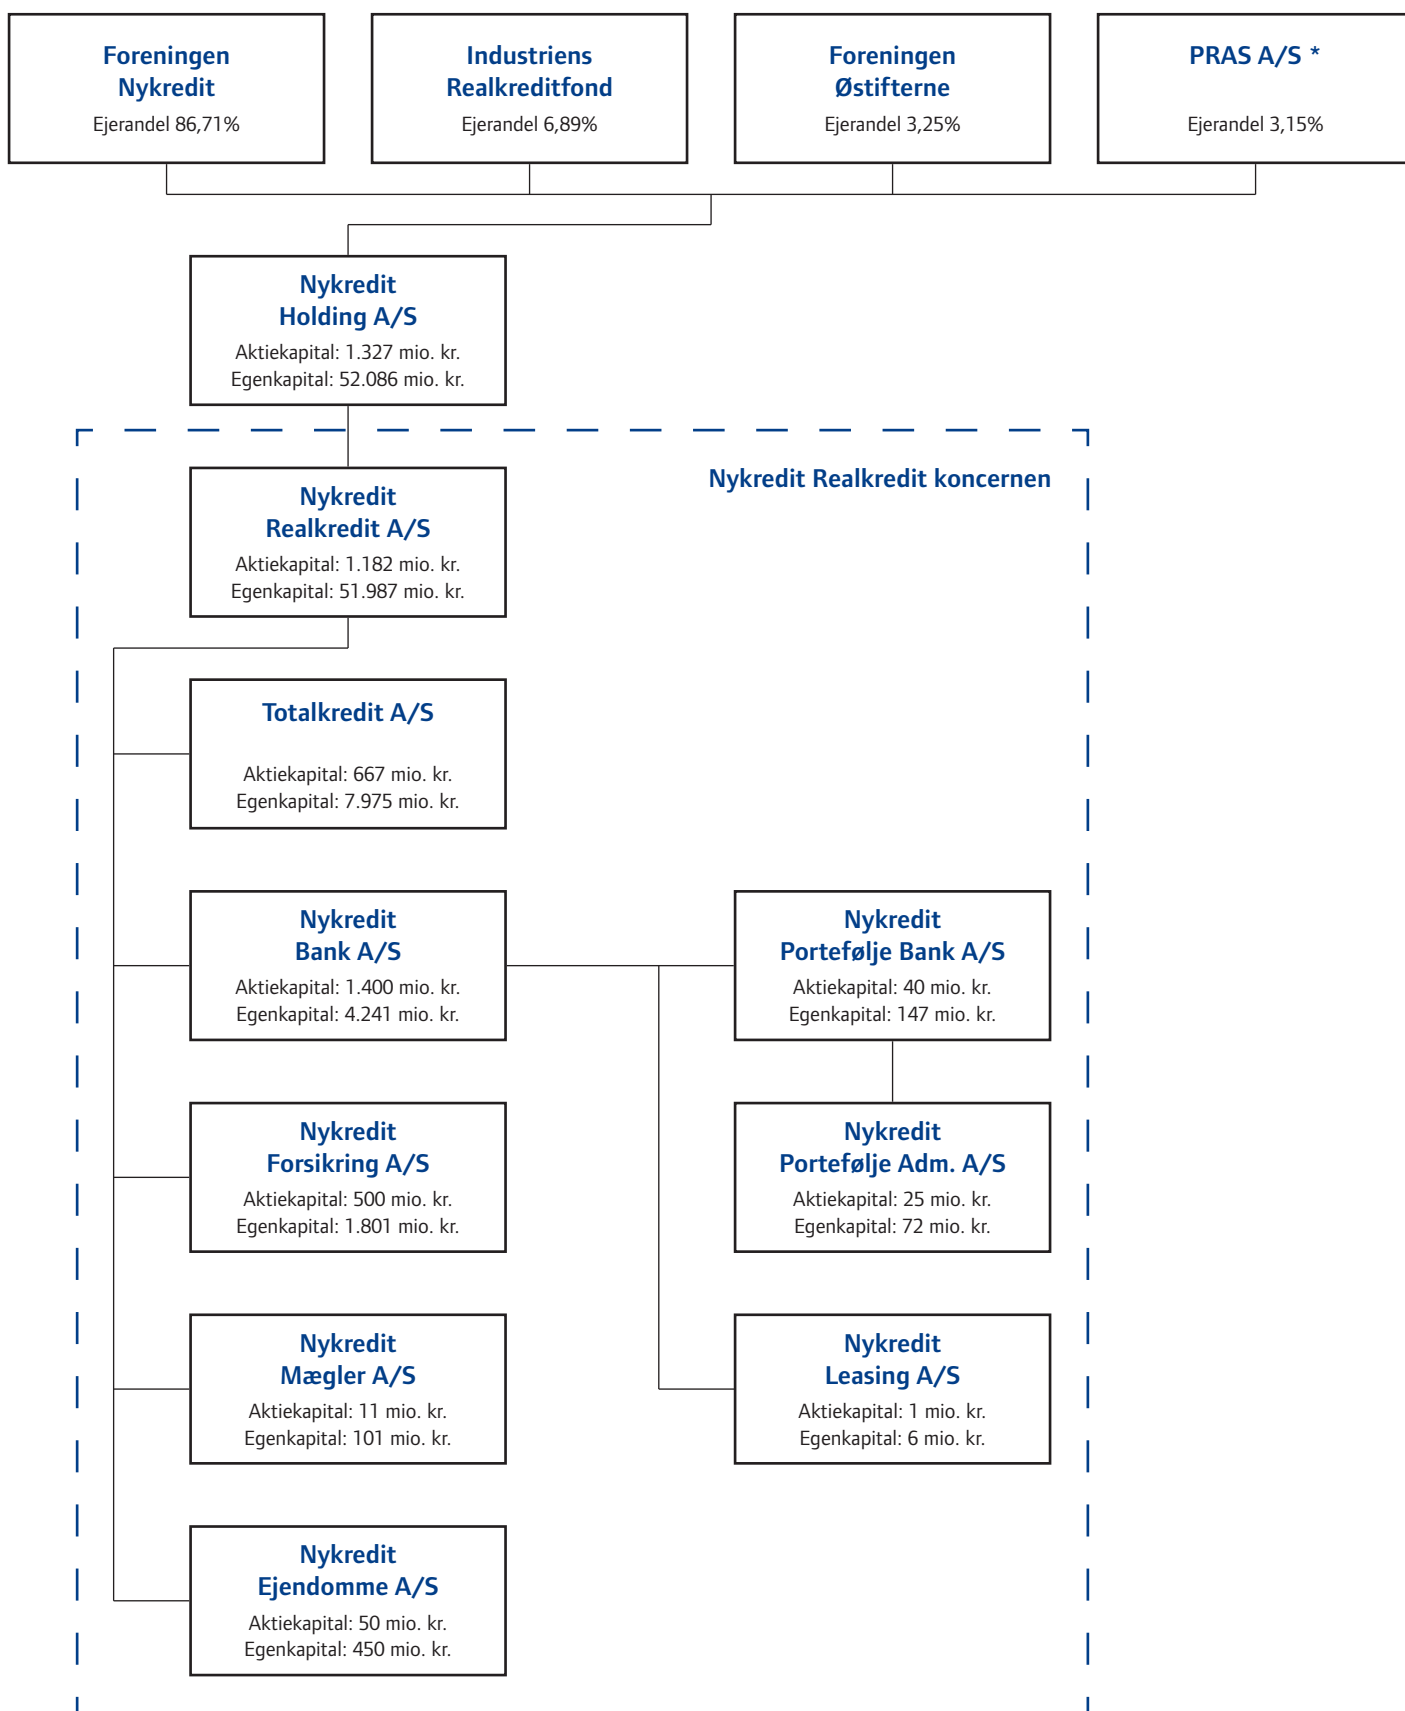 Foreningen
Nykredit
Ejerandel 86,71%
Industriens
Realkreditfond
Ejerandel 6,89%
Foreningen
Østifterne
Ejerandel 3,25%
PRAS A/S *
Ejerandel 3,15%
Nykredit
Holding A/S
Aktiekapital: 1.327 mio. kr.
Egenkapital: 52.086 mio. kr.
Nykredit Realkredit koncernen
Nykredit
Realkredit A/S
Aktiekapital: 1.182 mio. kr.
Egenkapital: 51.987 mio. kr.
Totalkredit A/S
Aktiekapital: 667 mio. kr.
Egenkapital: 7.975 mio. kr.
Nykredit
Bank A/S
Aktiekapital: 1.400 mio. kr.
Egenkapital: 4.241 mio. kr.
Nykredit
Portefølje Bank A/S
Aktiekapital: 40 mio. kr.
Egenkapital: 147 mio. kr.
Nykredit
Forsikring A/S
Aktiekapital: 500 mio. kr.
Egenkapital: 1.801 mio. kr.
Nykredit
Portefølje Adm. A/S
Aktiekapital: 25 mio. kr.
Egenkapital: 72 mio. kr.
Nykredit
Mægler A/S
Aktiekapital: 11 mio. kr.
Egenkapital: 101 mio. kr.
Nykredit
Leasing A/S
Aktiekapital: 1 mio. kr.
Egenkapital: 6 mio. kr.
Nykredit
Ejendomme A/S
Aktiekapital: 50 mio. kr.
Egenkapital: 450 mio. kr.